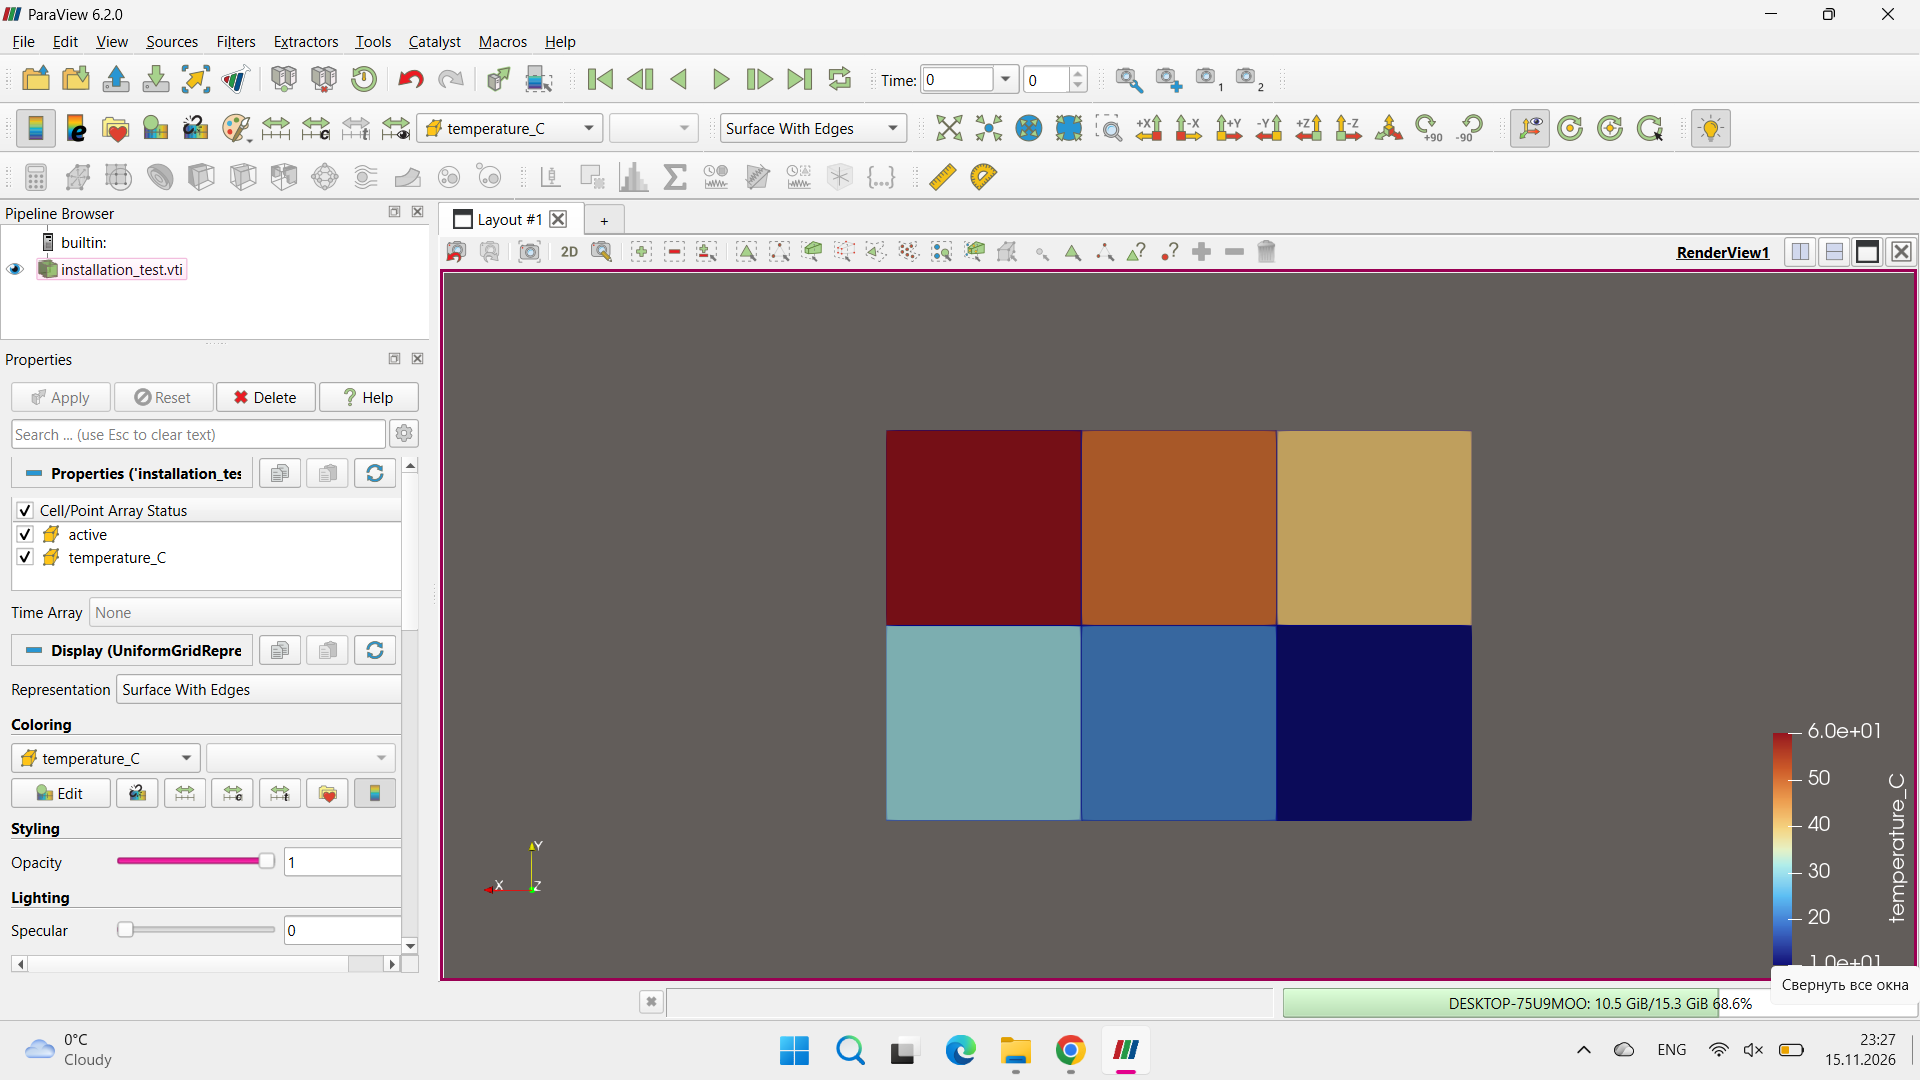 ParaView 6.2.0
File Edit View Sources Filters Extractors Tools Catalyst Macros Help
Time: 0 0 1 2
temperature_C Surface With Edges +X -X +Y -Y +Z -Z +90 -90
Pipeline Browser
builtin:
installation_test.vti
Layout #1 +
2D RenderView1
Properties
Apply Reset Delete Help
Search ... (use Esc to clear text)
Properties ('installation_tes
Cell/Point Array Status
active
temperature_C
Time Array None
Display (UniformGridRepre
Representation Surface With Edges
Coloring
temperature_C
Edit
Styling
Opacity 1
Lighting
Specular 0
Y
X Z
6.0e+01
50
40
30
20
1.0e+01
temperature_C
Свернуть все окна
DESKTOP-75U9MOO: 10.5 GiB/15.3 GiB 68.6%
0°C
Cloudy
ENG
23:27
15.11.2026